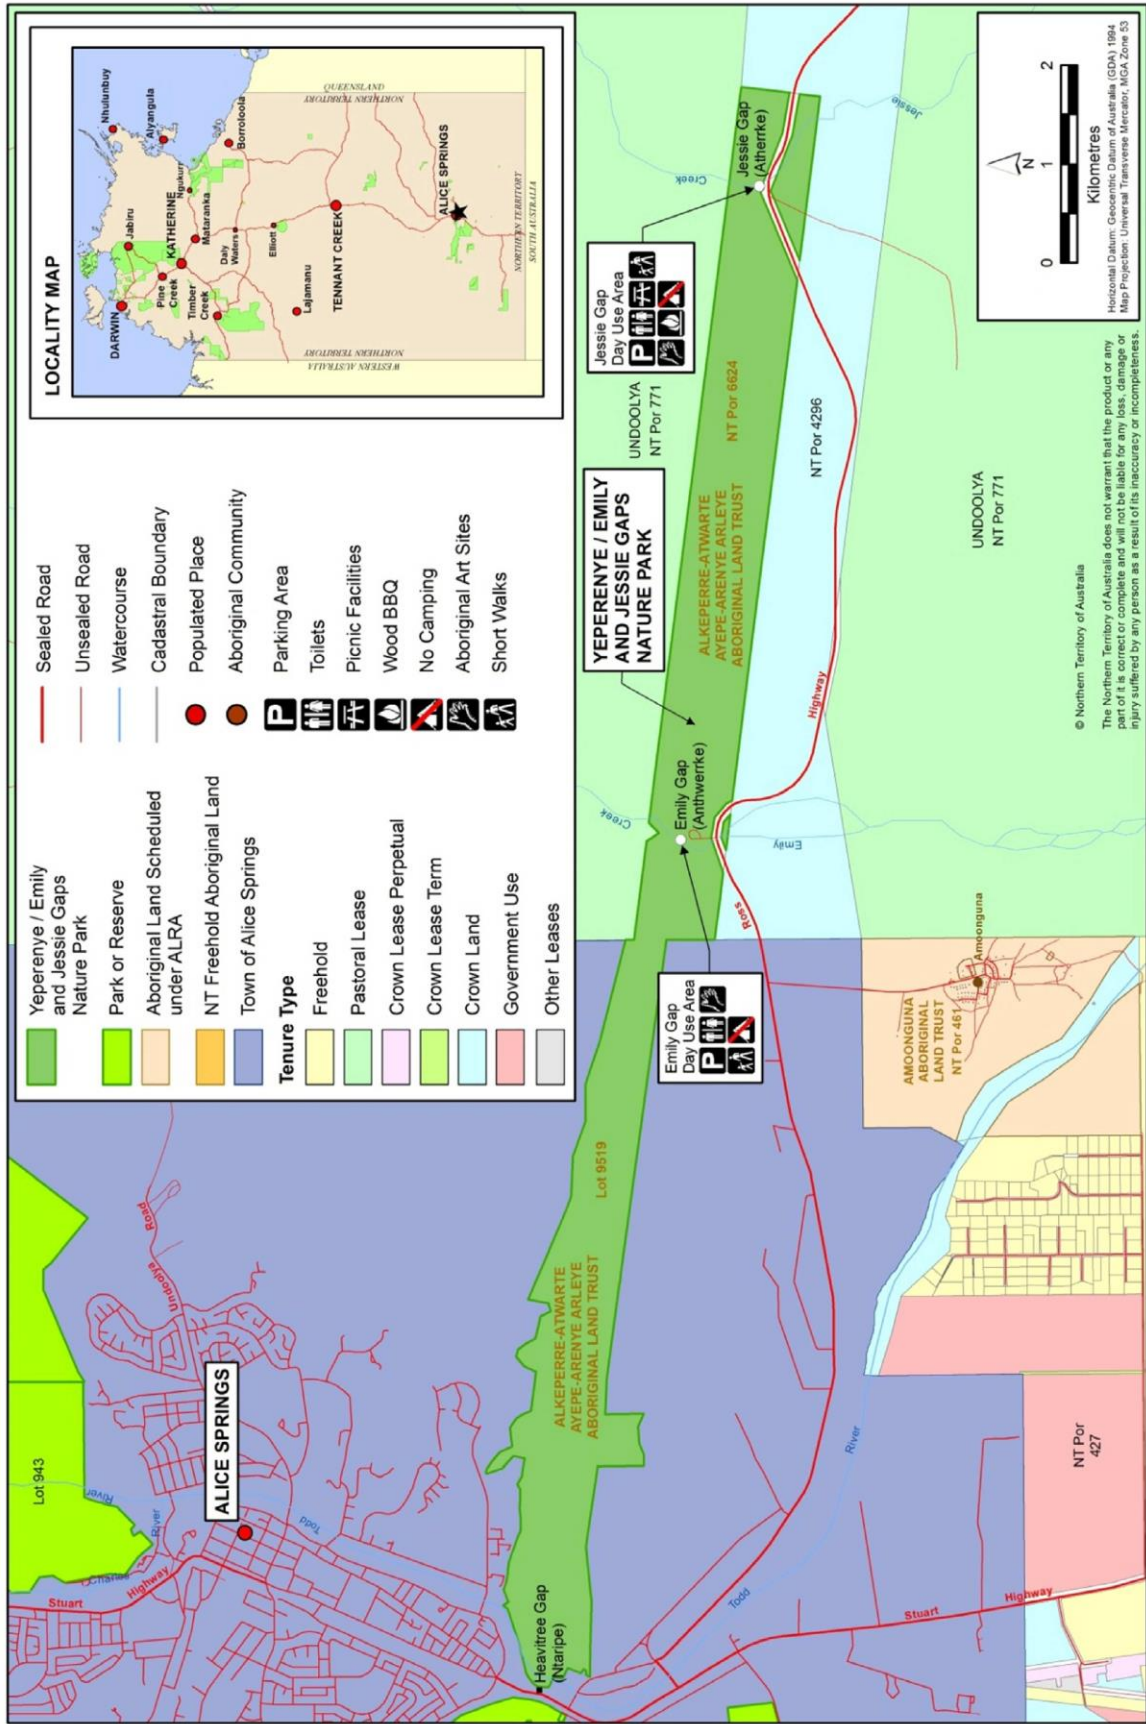 Yeperenye / Emily
and Jessie Gaps
Nature Park
Park or Reserve
Aboriginal Land Scheduled
under ALRA
NT Freehold Aboriginal Land
Town of Alice Springs
Tenure Type
Freehold
Pastoral Lease
Crown Lease Perpetual
Crown Lease Term
Crown Land
Government Use
Other Leases
Sealed Road
Unsealed Road
Watercourse
Cadastral Boundary
Populated Place
Aboriginal Community
P
Parking Area
Toilets
Picnic Facilities
Wood BBQ
No Camping
Aboriginal Art Sites
Short Walks
LOCALITY MAP
DARWIN
Nhulunbuy
Jabiru
Alyangula
Pine
Creek
KATHERINE
Ngukurr
Mataranka
Timber
Creek
Borroloola
Daly
Waters
Elliott
Lajamanu
TENNANT CREEK
ALICE SPRINGS
WESTERN AUSTRALIA
NORTHERN TERRITORY
NORTHERN TERRITORY
QUEENSLAND
NORTHERN TERRITORY
SOUTH AUSTRALIA
Lot 943
Stuart
Highway
Charles
River
River
Todd
ALICE SPRINGS
Undoolya
Road
Heavitree Gap
(Ntaripe)
ALKEPERRE-ATWARTE
AYEPE-ARENYE ARLEYE
ABORIGINAL LAND TRUST
Lot 9519
Creek
YEPERENYE / EMILY
AND JESSIE GAPS
NATURE PARK
UNDOOLYA
NT Por 771
Jessie Gap
Day Use Area
P
Creek
Jessie Gap
(Atherrke)
Emily Gap
(Anthwerrke)
ALKEPERRE-ATWARTE
AYEPE-ARENYE ARLEYE
ABORIGINAL LAND TRUST
NT Por 6624
Emily Gap
Day Use Area
P
Ross
Highway
Emily
NT Por 4296
Jessie
Todd
River
Stuart
Highway
NT Por
427
AMOONGUNA
ABORIGINAL
LAND TRUST
NT Por 461
Amoonguna
UNDOOLYA
NT Por 771
N
0
1
2
Kilometres
Horizontal Datum: Geocentric Datum of Australia (GDA) 1994
Map Projection: Universal Transverse Mercator, MGA Zone 53
© Northern Territory of Australia
The Northern Territory of Australia does not warrant that the product or any
part of it is correct or complete and will not be liable for any loss, damage or
injury suffered by any person as a result of its inaccuracy or incompleteness.